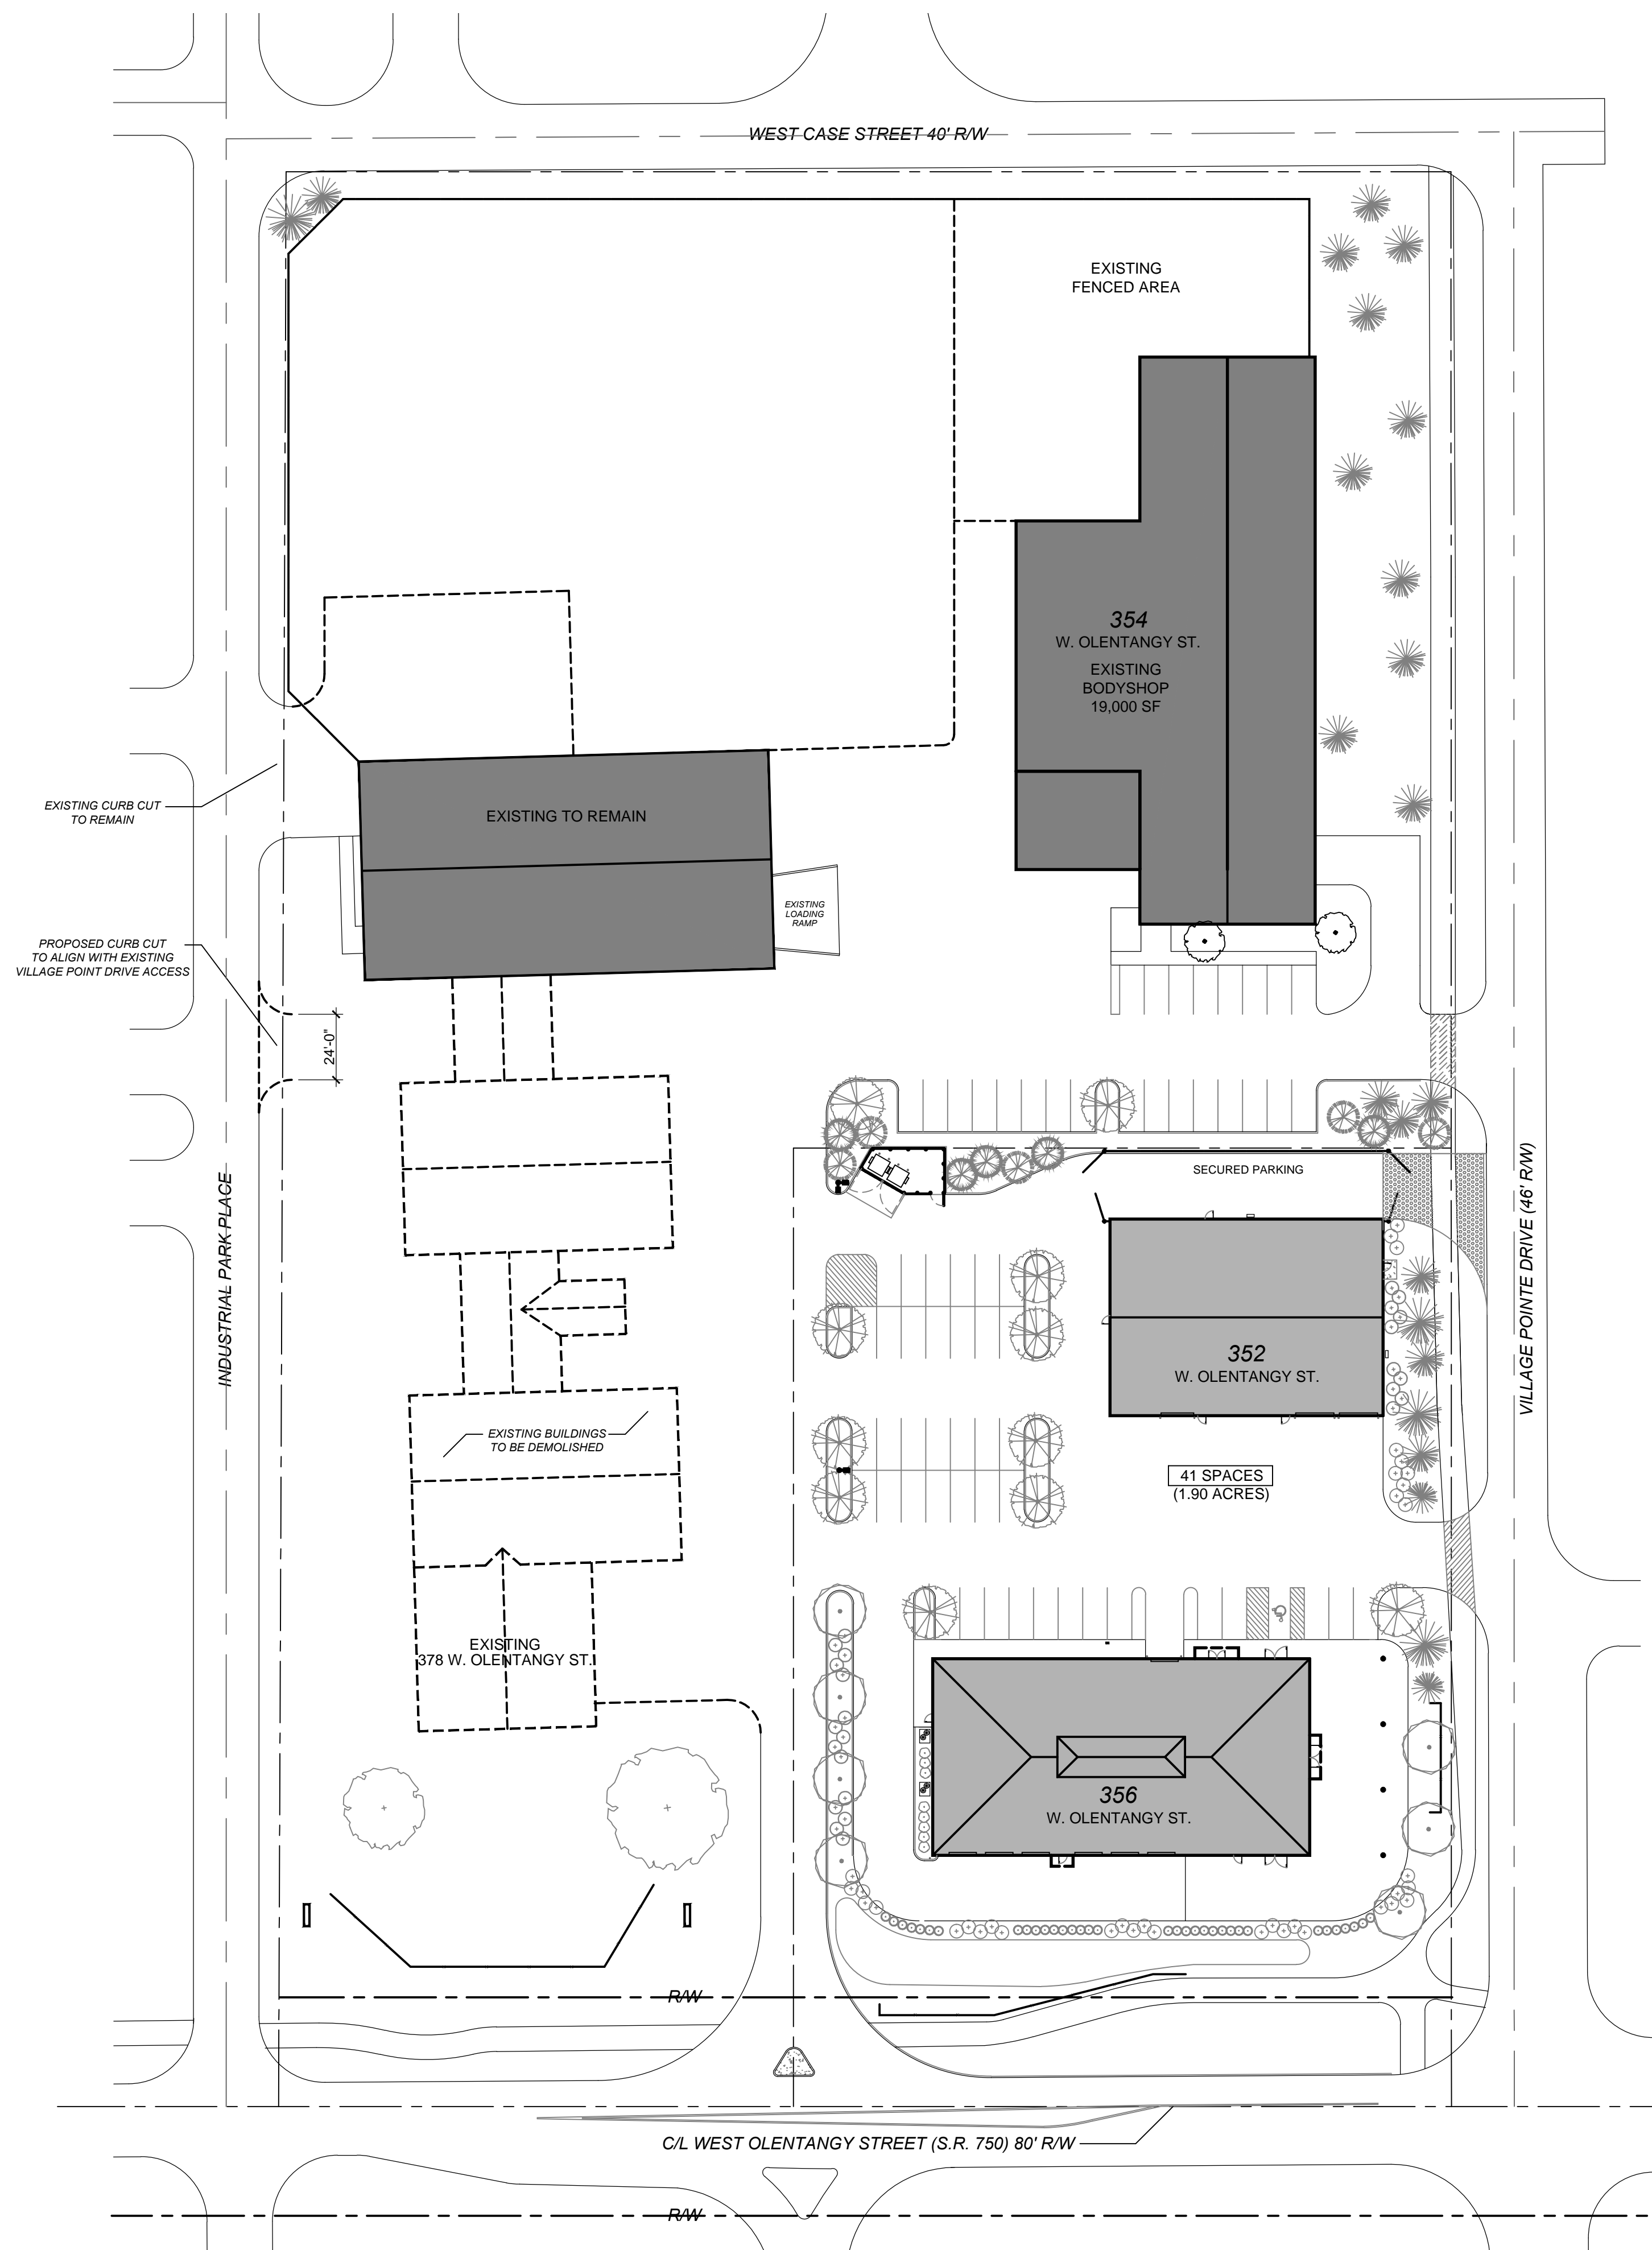 WEST CASE STREET 40' R/W
EXISTING
FENCED AREA
354
W. OLENTANGY ST.
EXISTING
BODYSHOP
19,000 SF
EXISTING CURB CUT
TO REMAIN
EXISTING TO REMAIN
EXISTING
LOADING
RAMP
PROPOSED CURB CUT
TO ALIGN WITH EXISTING
VILLAGE POINT DRIVE ACCESS
24'-0"
SECURED PARKING
INDUSTRIAL PARK PLACE
VILLAGE POINTE DRIVE (46' R/W)
352
W. OLENTANGY ST.
EXISTING BUILDINGS
TO BE DEMOLISHED
41 SPACES
(1.90 ACRES)
EXISTING
378 W. OLENTANGY ST.
356
W. OLENTANGY ST.
R/W
C/L WEST OLENTANGY STREET (S.R. 750) 80' R/W
R/W